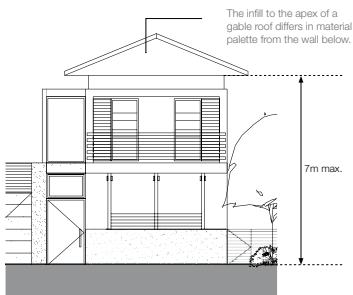 The infill to the apex of a
gable roof differs in material
palette from the wall below.
7m max.